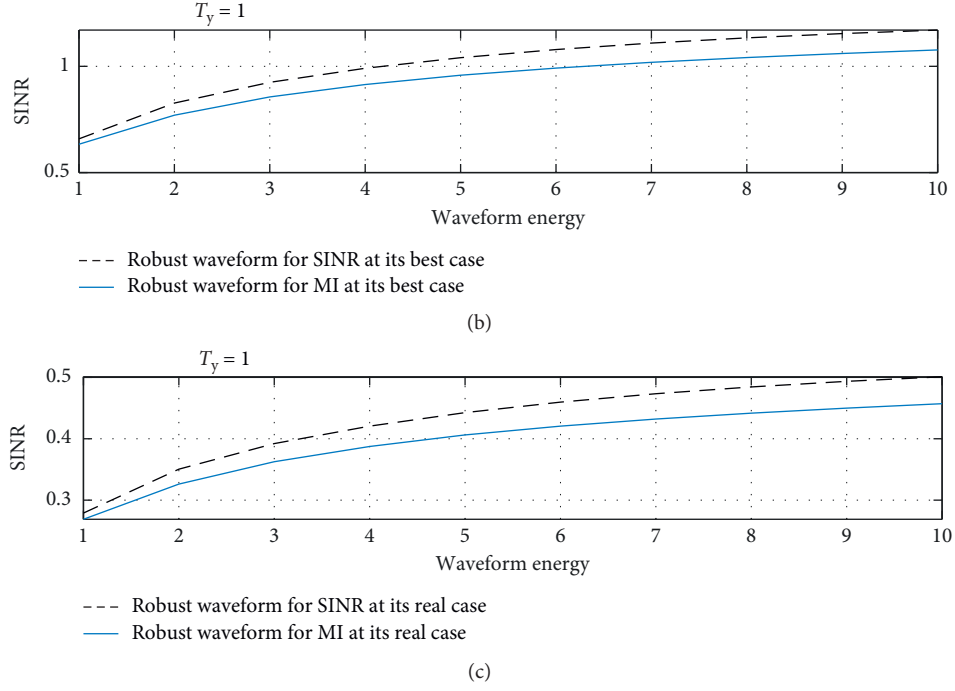 T_y = 1
SINR
1
0.5
1 2 3 4 5 6 7 8 9 10
Waveform energy
Robust waveform for SINR at its best case
Robust waveform for MI at its best case
(b)
T_y = 1
SINR
0.5
0.4
0.3
1 2 3 4 5 6 7 8 9 10
Waveform energy
Robust waveform for SINR at its real case
Robust waveform for MI at its real case
(c)